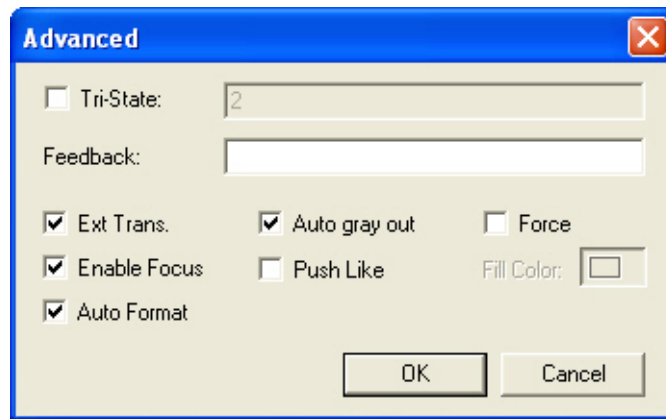 Advanced
Tri-State: 2
Feedback:
Ext Trans. Auto gray out Force
Enable Focus Push Like Fill Color:
Auto Format
OK Cancel